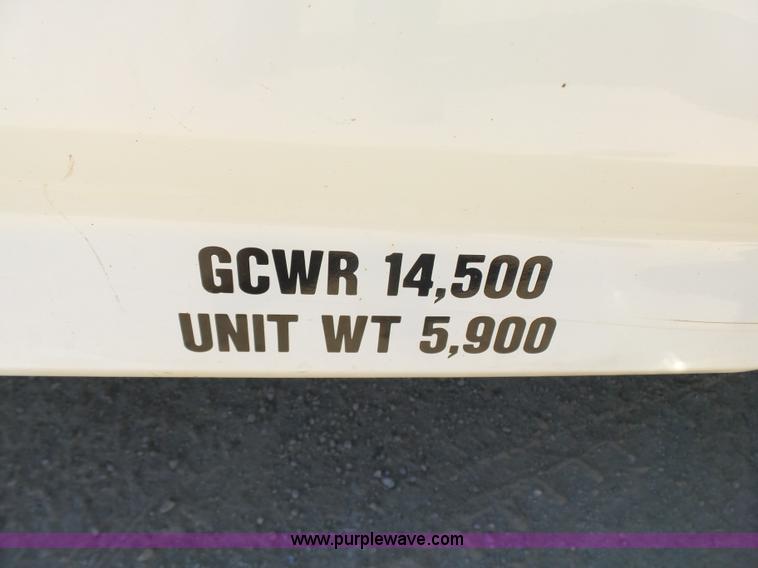 GCWR 14,500
UNIT WT 5,900
www.purplewave.com